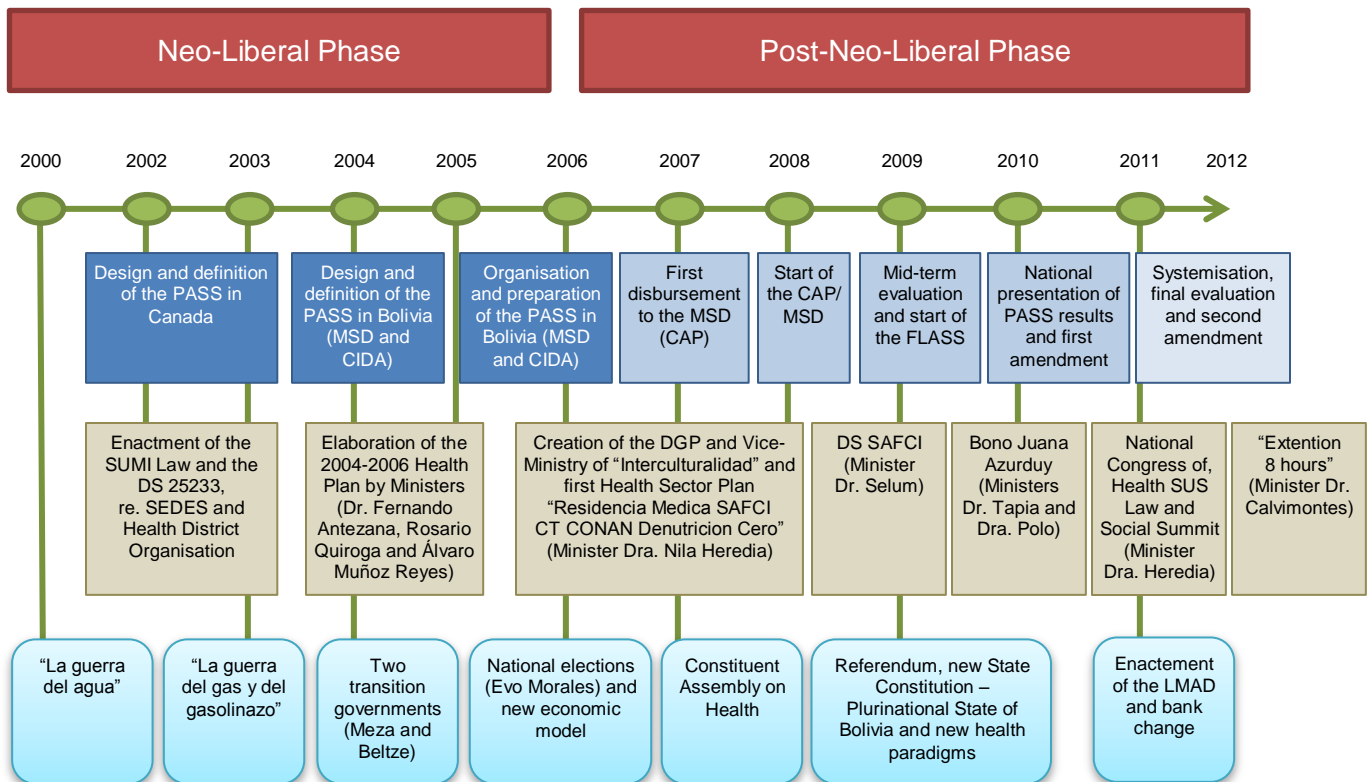 Neo-Liberal Phase
Post-Neo-Liberal Phase
2000
2002
2003
2004
2005
2006
2007
2008
2009
2010
2011
2012
Design and definition
of the PASS in
Canada
Design and
definition of the
PASS in Bolivia
(MSD and
CIDA)
Organisation
and preparation
of the PASS in
Bolivia (MSD
and CIDA)
First
disbursement
to the MSD
(CAP)
Start of
the CAP/
MSD
Mid-term
evaluation
and start of
the FLASS
National
presentation of
PASS results
and first
amendment
Systemisation,
final evaluation
and second
amendment
Enactment of the
SUMI Law and the
DS 25233,
re. SEDES and
Health District
Organisation
Elaboration of the
2004-2006 Health
Plan by Ministers
(Dr. Fernando
Antezana, Rosario
Quiroga and Álvaro
Muñoz Reyes)
Creation of the DGP and Vice-
Ministry of “Interculturalidad” and
first Health Sector Plan
“Residencia Medica SAFCI
CT CONAN Denutricion Cero”
(Minister Dra. Nila Heredia)
DS SAFCI
(Minister
Dr. Selum)
Bono Juana
Azurduy
(Ministers
Dr. Tapia and
Dra. Polo)
National
Congress of,
Health SUS
Law and
Social Summit
(Minister
Dra. Heredia)
“Extention
8 hours”
(Minister Dr.
Calvimontes)
“La guerra
del agua”
“La guerra
del gas y del
gasolinazo”
Two
transition
governments
(Meza and
Beltze)
National elections
(Evo Morales) and
new economic
model
Constituent
Assembly on
Health
Referendum, new State
Constitution –
Plurinational State of
Bolivia and new health
paradigms
Enactement
of the LMAD
and bank
change